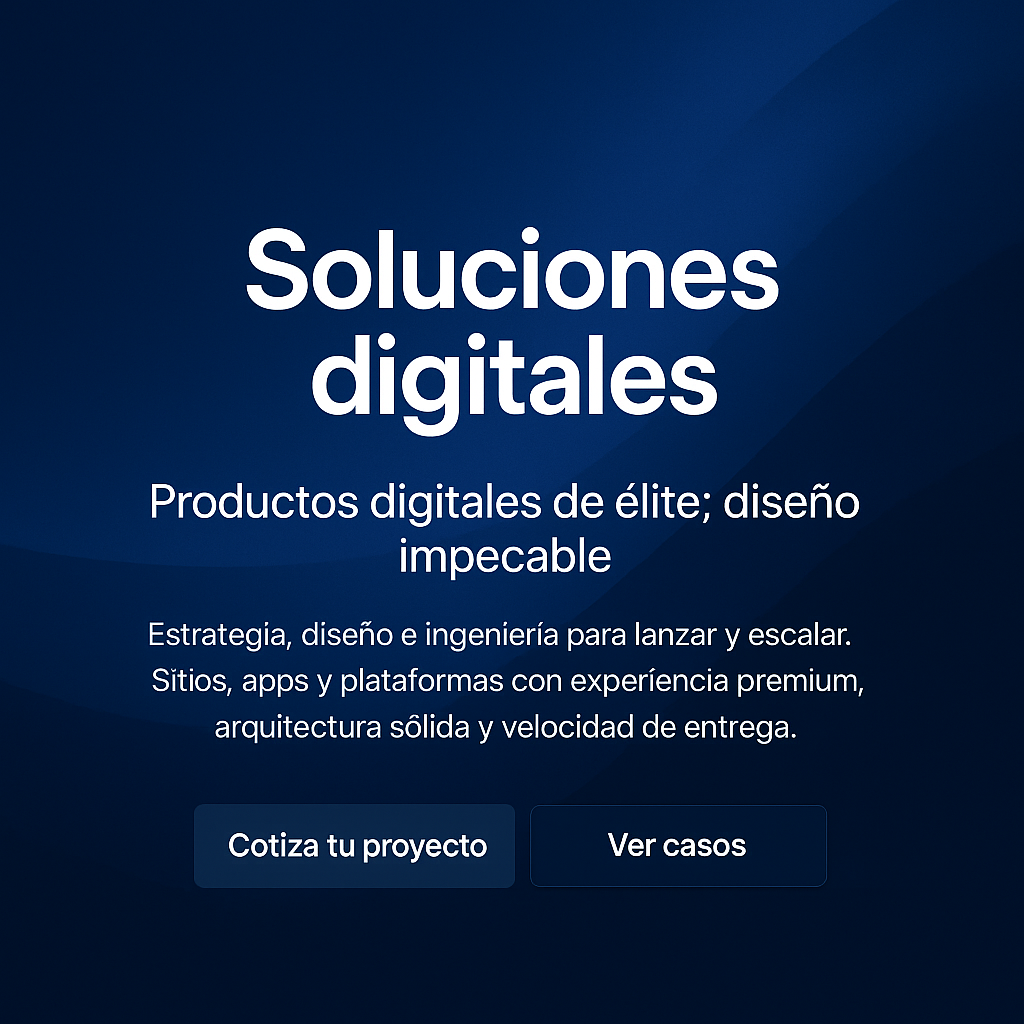 Soluciones
digitales
Productos digitales de élite; diseño
impecable
Estrategia, diseño e ingeníería para lanzar y escalar.
Sitios, apps y plataformas con experíencia premium,
arquitectura sôlida y velocidad de entrega.
Cotiza tu proyecto
Ver casos